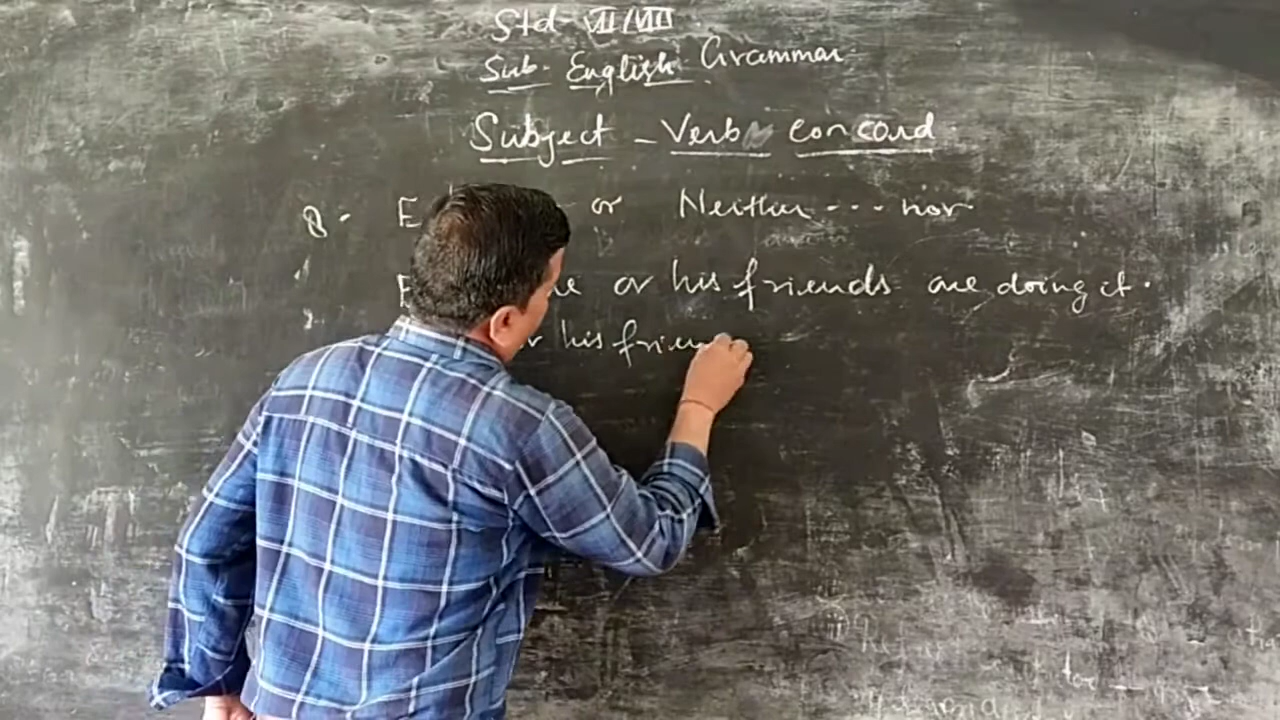 Std VII/VIII
Sub. English Grammar
Subject - Verb concord
8. E or Neither ... nor
or his friends are doing it.
his frien